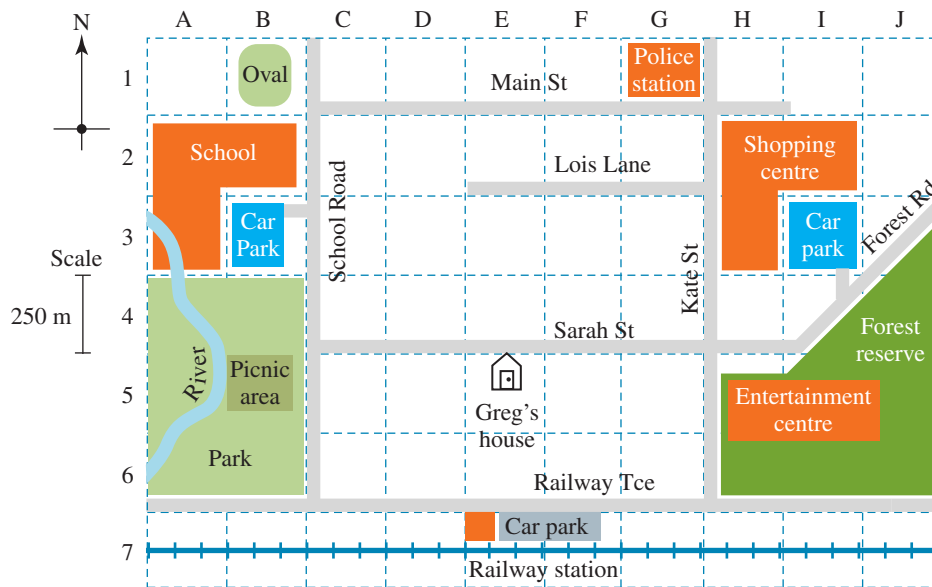 A B C D E F G H I J
N
1
Oval
Main St
Police
station
2
School
Lois Lane
Shopping
centre
3
Car
Park
School Road
Kate St
Car
park
Forest Rd
Scale
250 m
4
Sarah St
Forest
reserve
5
River
Picnic
area
Greg's
house
Entertainment
centre
6
Park
Railway Tce
Car park
7
Railway station